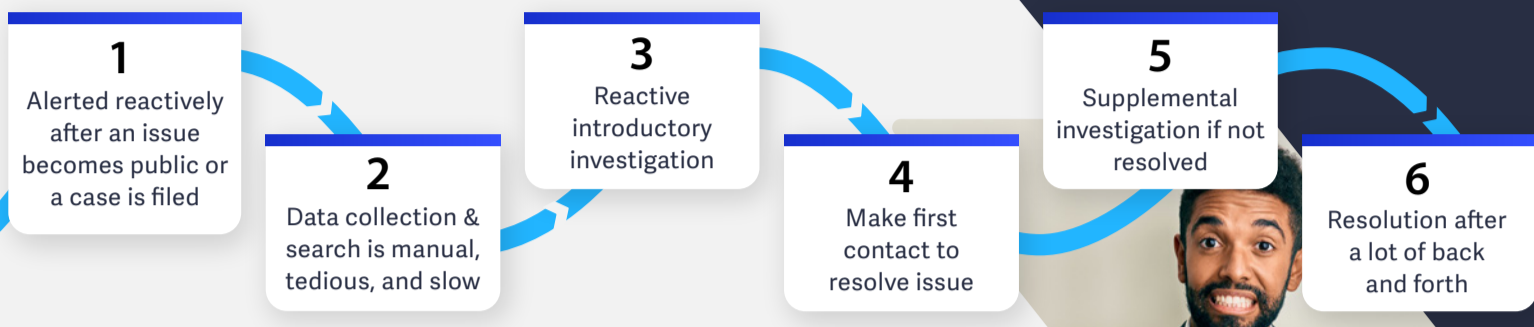 1
Alerted reactively
after an issue
becomes public or
a case is filed
2
Data collection &
search is manual,
tedious, and slow
3
Reactive
introductory
investigation
4
Make first
contact to
resolve issue
5
Supplemental
investigation if not
resolved
6
Resolution after
a lot of back
and forth